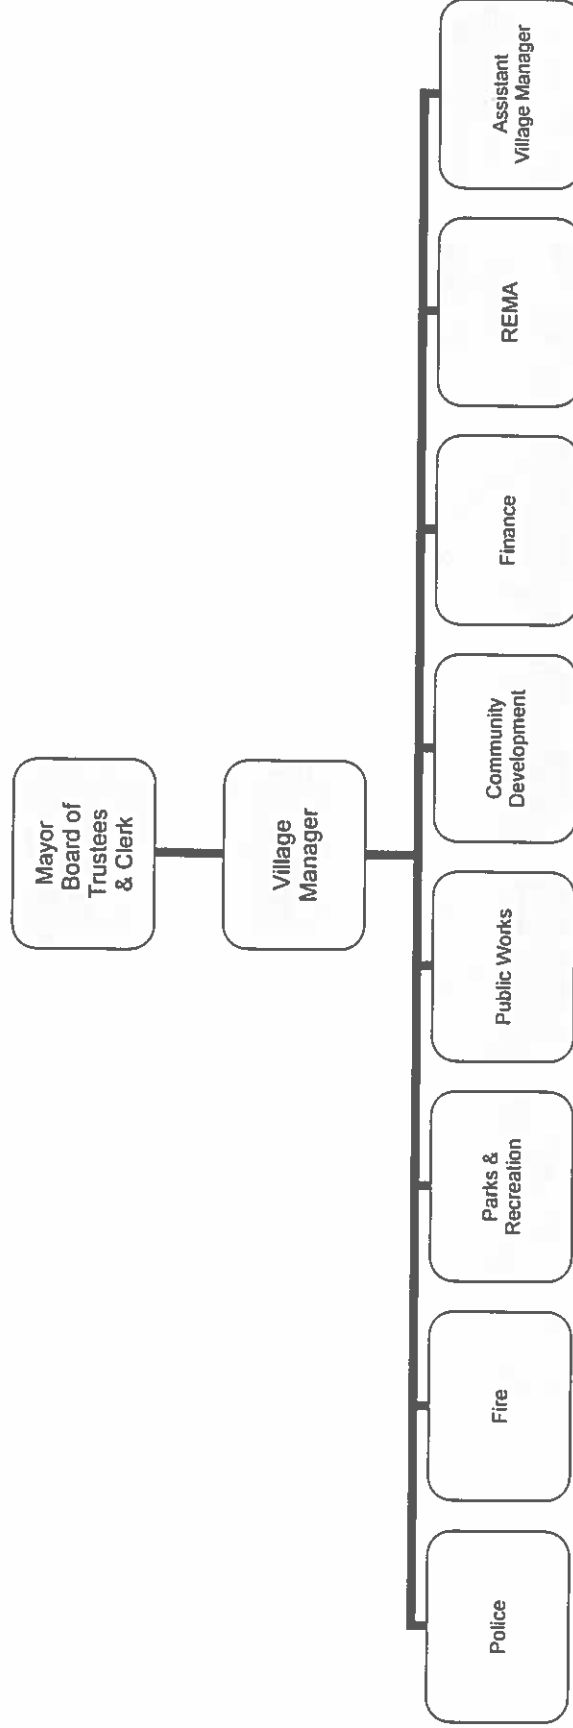 Mayor
Board of
Trustees
& Clerk
Village
Manager
Police
Fire
Parks &
Recreation
Public Works
Community
Development
Finance
REMA
Assistant
Village Manager